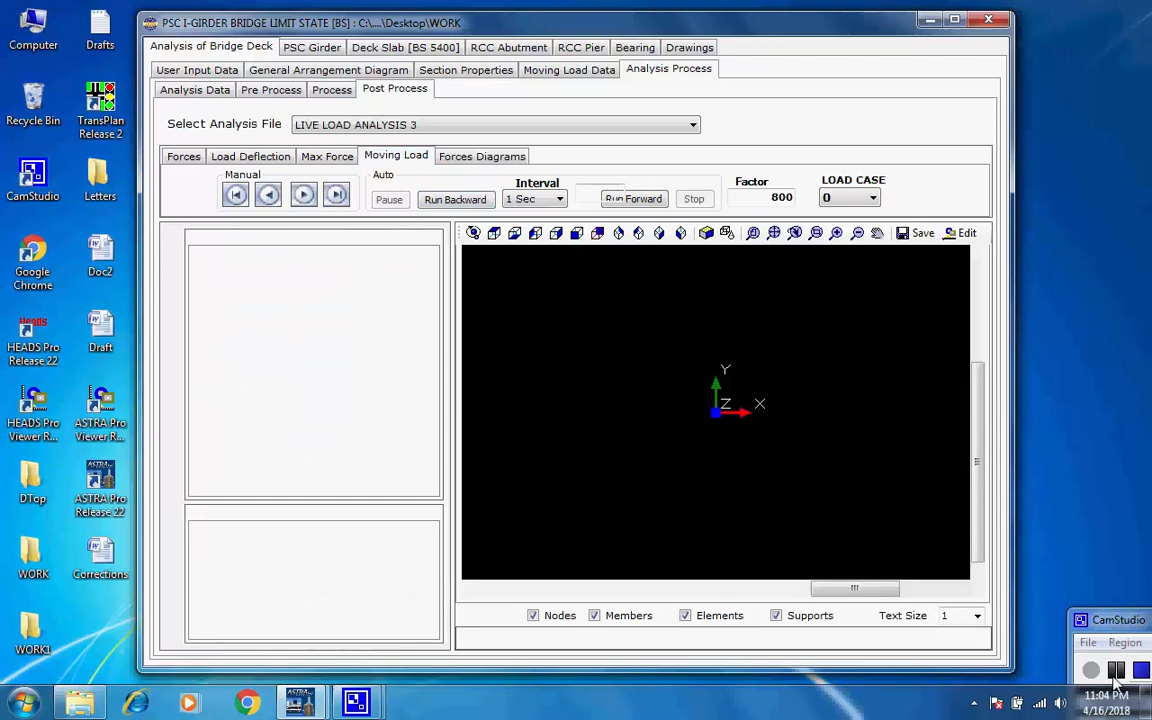 PSC I-GIRDER BRIDGE LIMIT STATE [BS] : C:\....\Desktop\WORK
Analysis of Bridge Deck PSC Girder Deck Slab [BS 5400] RCC Abutment RCC Pier Bearing Drawings
User Input Data General Arrangement Diagram Section Properties Moving Load Data Analysis Process
Analysis Data Pre Process Process Post Process
Select Analysis File LIVE LOAD ANALYSIS 3
Forces Load Deflection Max Force Moving Load Forces Diagrams
Manual Auto Interval Factor LOAD CASE
Pause Run Backward 1 Sec Run Forward Stop 800 0
Save Edit
Y
Z X
Nodes Members Elements Supports Text Size 1
Computer Drafts
Recycle Bin TransPlan Release 2
CamStudio Letters
Google Chrome Doc2
Heads
HEADS Pro Release 22 Draft
HEADS Pro Viewer R... ASTRA Pro Viewer R...
ASTRA
DTop ASTRA Pro Release 22
WORK Corrections
WORK1
CamStudio
File Region
ASTRA
11:04 PM
4/16/2018